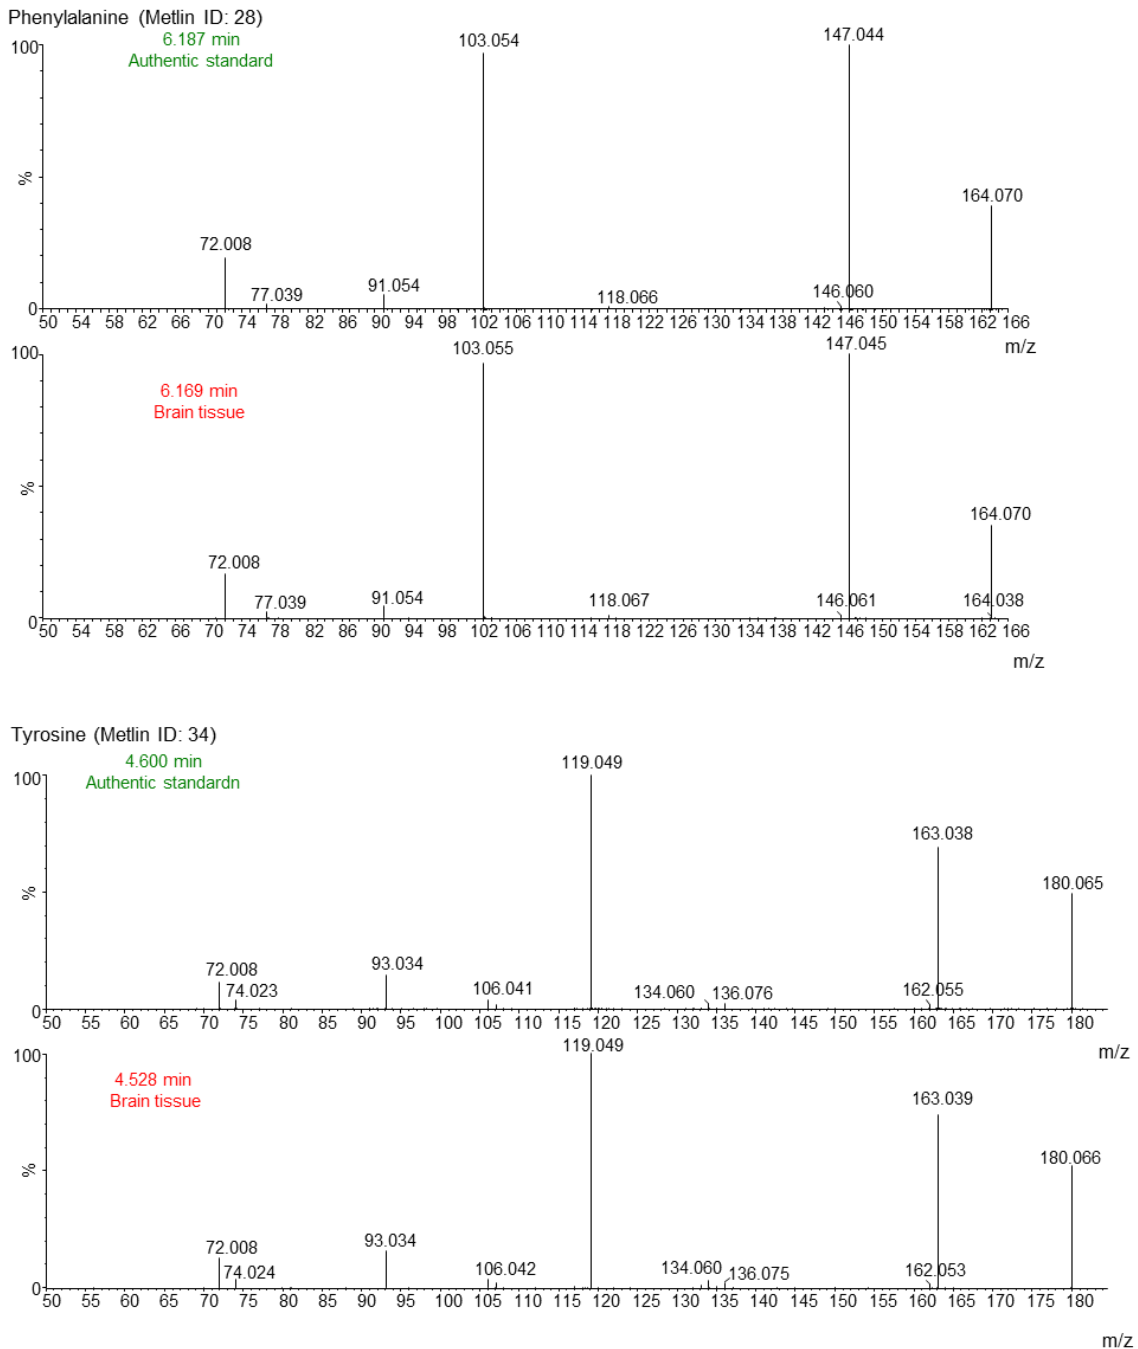 Phenylalanine (Metlin ID: 28)
6.187 min
Authentic standard
100
%
0
103.054
147.044
164.070
72.008
77.039
91.054
118.066
146.060
50 54 58 62 66 70 74 78 82 86 90 94 98 102 106 110 114 118 122 126 130 134 138 142 146 150 154 158 162 166
m/z
6.169 min
Brain tissue
100
%
0
103.055
147.045
164.070
72.008
77.039
91.054
118.067
146.061
164.038
50 54 58 62 66 70 74 78 82 86 90 94 98 102 106 110 114 118 122 126 130 134 138 142 146 150 154 158 162 166
m/z
Tyrosine (Metlin ID: 34)
4.600 min
Authentic standardn
100
%
0
119.049
163.038
180.065
72.008
74.023
93.034
106.041
134.060
136.076
162.055
50 55 60 65 70 75 80 85 90 95 100 105 110 115 120 125 130 135 140 145 150 155 160 165 170 175 180
m/z
4.528 min
Brain tissue
100
%
0
119.049
163.039
180.066
72.008
74.024
93.034
106.042
134.060
136.075
162.053
50 55 60 65 70 75 80 85 90 95 100 105 110 115 120 125 130 135 140 145 150 155 160 165 170 175 180
m/z